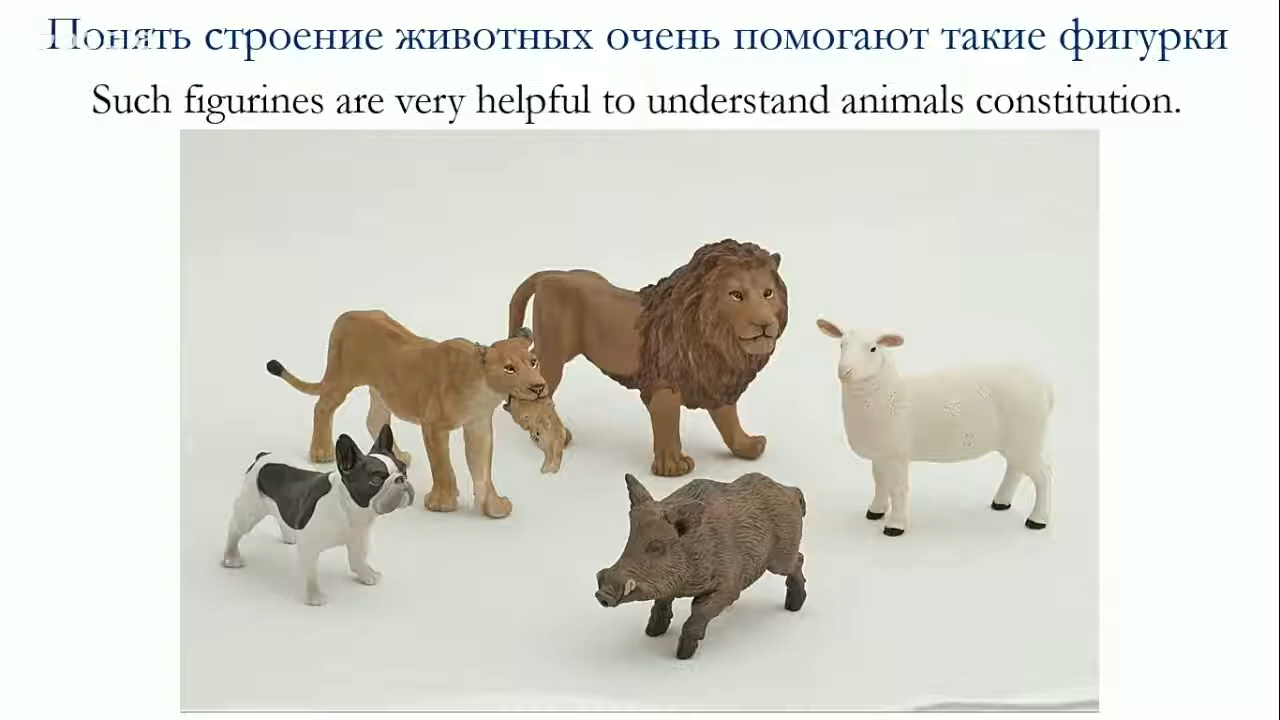 Понять строение животных очень помогают такие фигурки
Such figurines are very helpful to understand animals constitution.